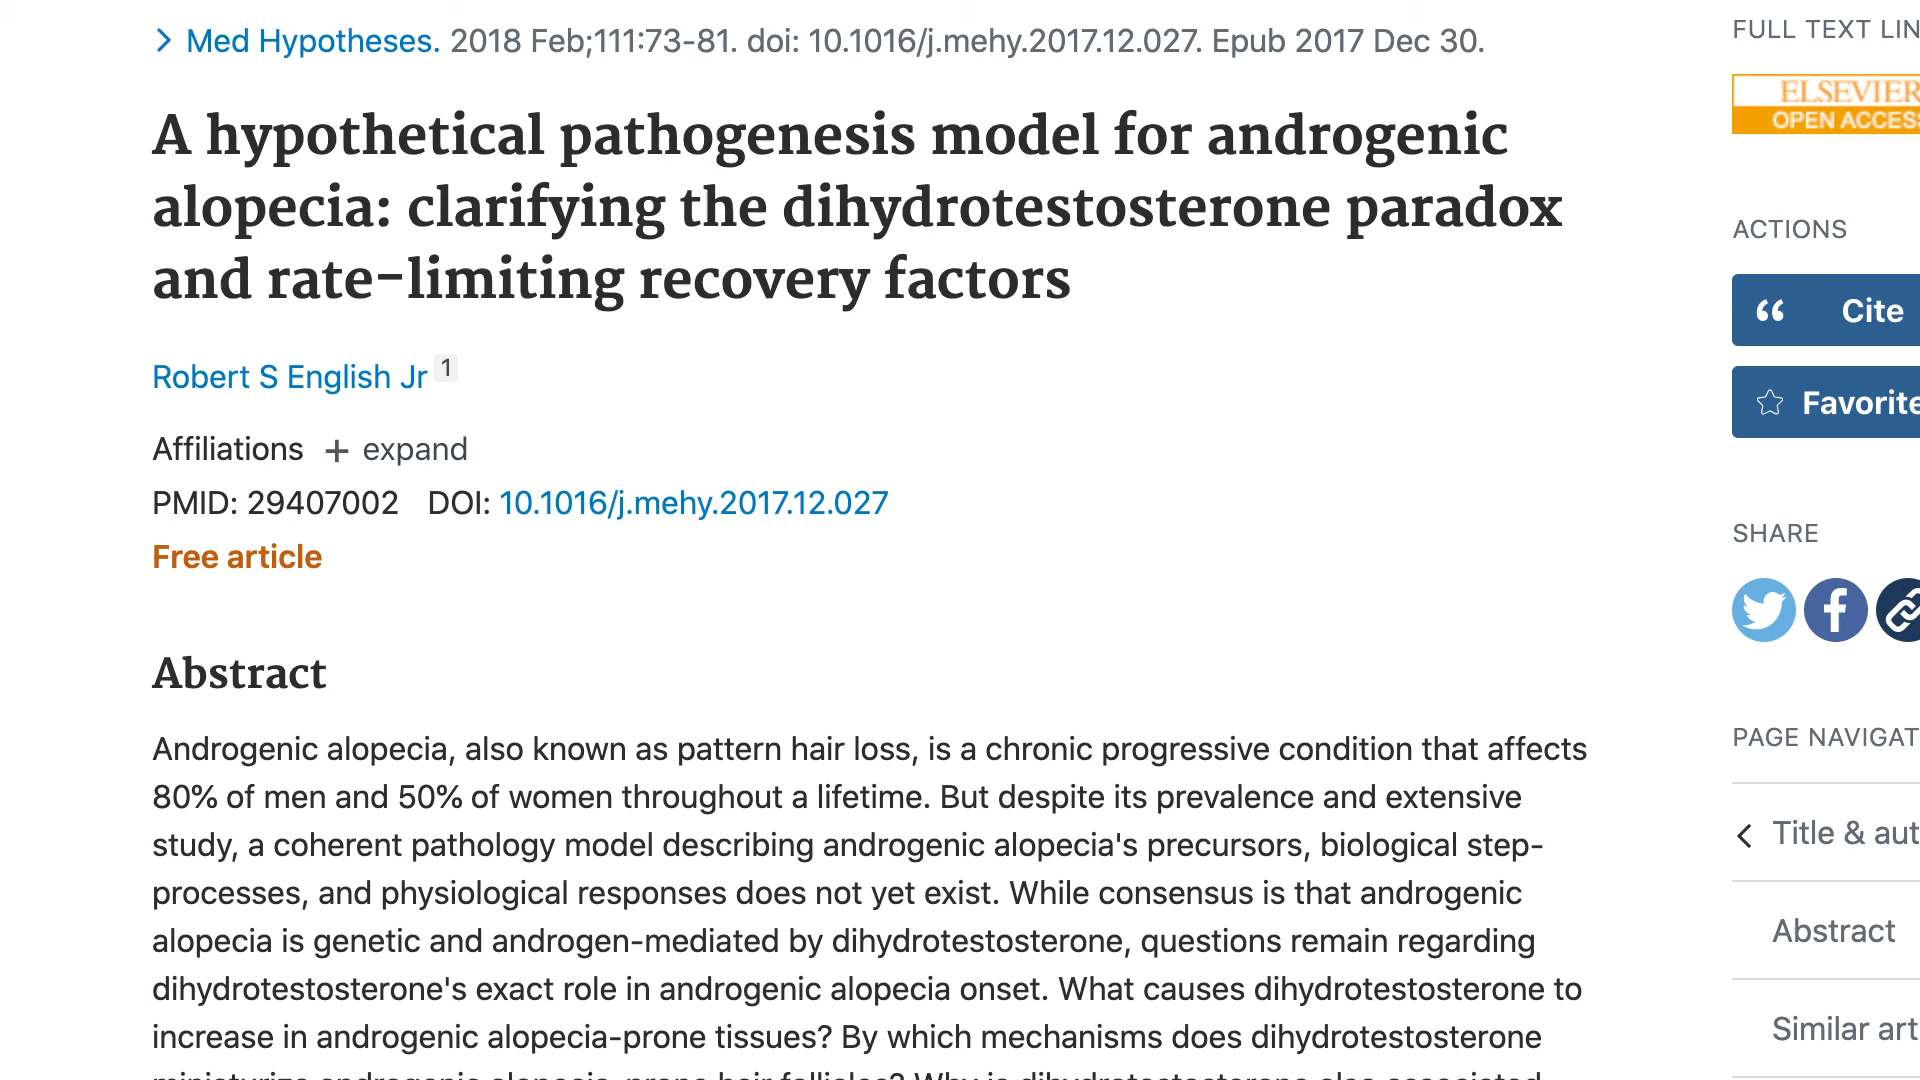 Med Hypotheses. 2018 Feb;111:73-81. doi: 10.1016/j.mehy.2017.12.027. Epub 2017 Dec 30.
A hypothetical pathogenesis model for androgenic
alopecia: clarifying the dihydrotestosterone paradox
and rate-limiting recovery factors
Robert S English Jr 1
Affiliations + expand
PMID: 29407002 DOI: 10.1016/j.mehy.2017.12.027
Free article
Abstract
Androgenic alopecia, also known as pattern hair loss, is a chronic progressive condition that affects
80% of men and 50% of women throughout a lifetime. But despite its prevalence and extensive
study, a coherent pathology model describing androgenic alopecia's precursors, biological step-
processes, and physiological responses does not yet exist. While consensus is that androgenic
alopecia is genetic and androgen-mediated by dihydrotestosterone, questions remain regarding
dihydrotestosterone's exact role in androgenic alopecia onset. What causes dihydrotestosterone to
increase in androgenic alopecia-prone tissues? By which mechanisms does dihydrotestosterone
FULL TEXT LIN
ELSEVIER
OPEN ACCESS
ACTIONS
Cite
Favorite
SHARE
PAGE NAVIGAT
Title & aut
Abstract
Similar art